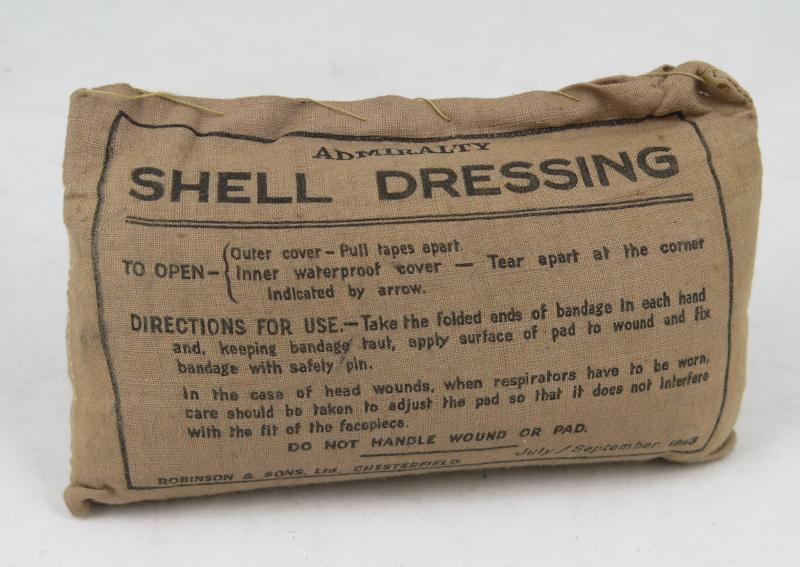 ADMIRALTY
SHELL DRESSING
TO OPEN – { Outer cover – Pull tapes apart.
Inner waterproof cover — Tear apart at the corner
indicated by arrow.
DIRECTIONS FOR USE.— Take the folded ends of bandage in each hand
and, keeping bandage taut, apply surface of pad to wound and fix
bandage with safety pin.
In the case of head wounds, when respirators have to be worn,
care should be taken to adjust the pad so that it does not interfere
with the fit of the facepiece.
DO NOT HANDLE WOUND OR PAD.
July/September
ROBINSON & SONS, Ltd., CHESTERFIELD